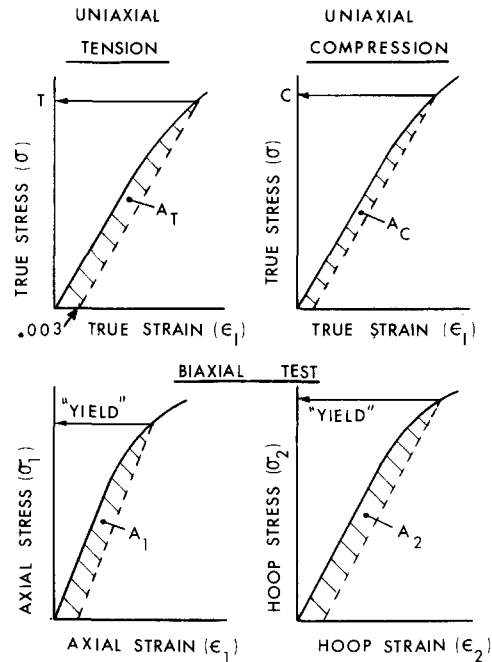 UNIAXIAL
TENSION
UNIAXIAL
COMPRESSION
T
TRUE STRESS (σ)
A_T
.003
TRUE STRAIN (ϵ_1)
C
TRUE STRESS (σ)
A_C
TRUE STRAIN (ϵ_1)
BIAXIAL TEST
"YIELD"
AXIAL STRESS (σ_1)
A_1
AXIAL STRAIN (ϵ_1)
"YIELD"
HOOP STRESS (σ_2)
A_2
HOOP STRAIN (ϵ_2)